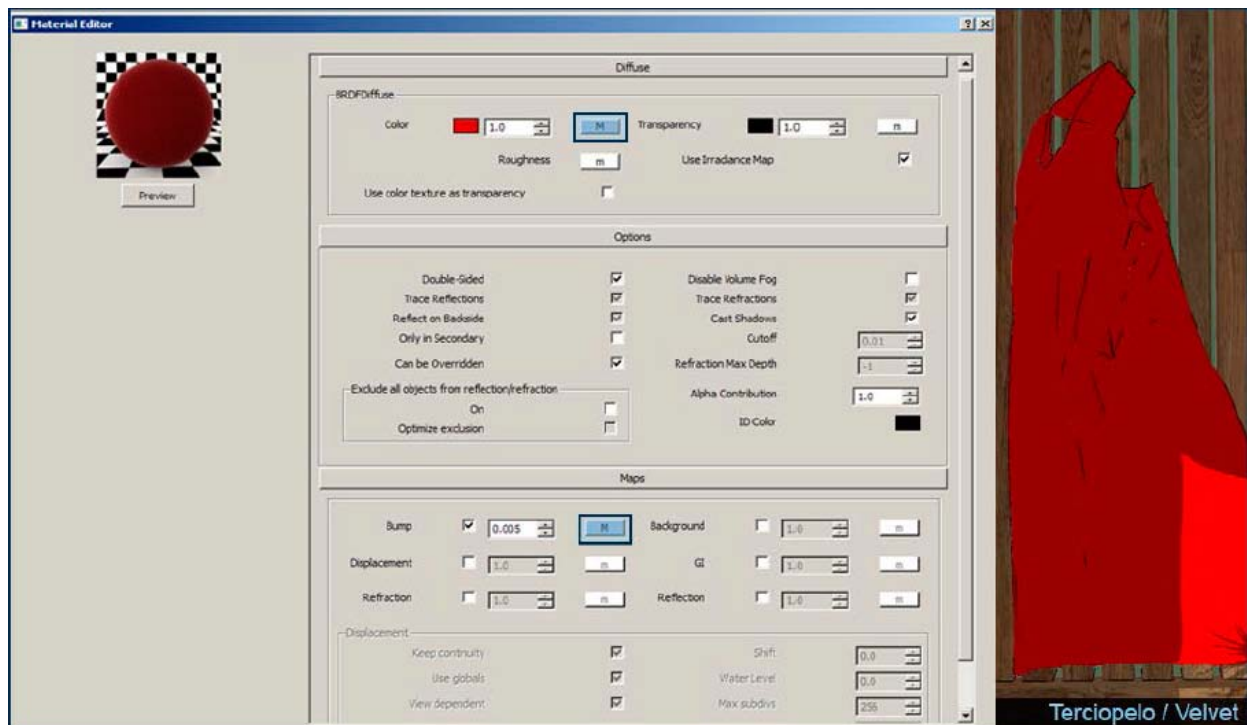 Material Editor
Preview
Diffuse
BRDFDiffuse
Color 1.0 M Transparency 1.0 m
Roughness m Use Irradance Map
Use color texture as transparency
Options
Double-Sided Disable Volume Fog
Trace Reflections Trace Refractions
Reflect on Backside Cast Shadows
Only in Secondary Cutoff 0.01
Can be Overridden Refraction Max Depth -1
Exclude all objects from reflection/refraction Alpha Contribution 1.0
On ID Color
Optimize exclusion
Maps
Bump 0.005 M Background 1.0 m
Displacement 1.0 m GI 1.0 m
Refraction 1.0 m Reflection 1.0 m
Displacement
Keep continuity Shift 0.0
Use globals Water Level 0.0
View dependent Max subdivs 256
Terciopelo / Velvet